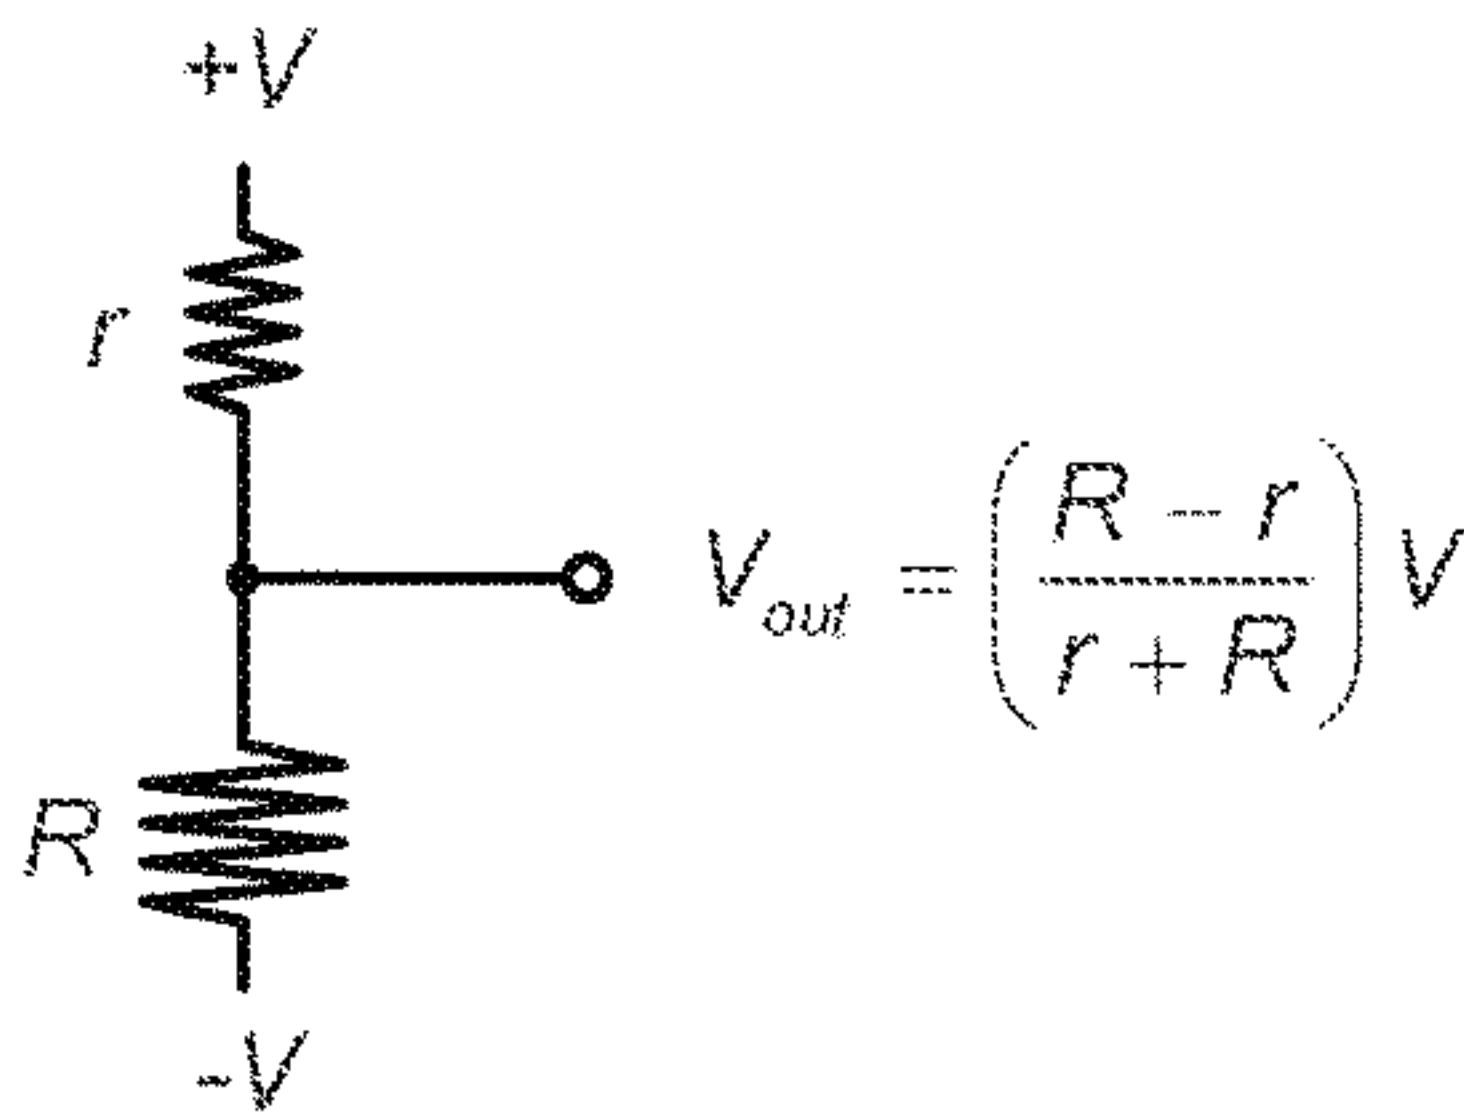 +V
r
V_out = ( (R - r) / (r + R) ) V
R
-V